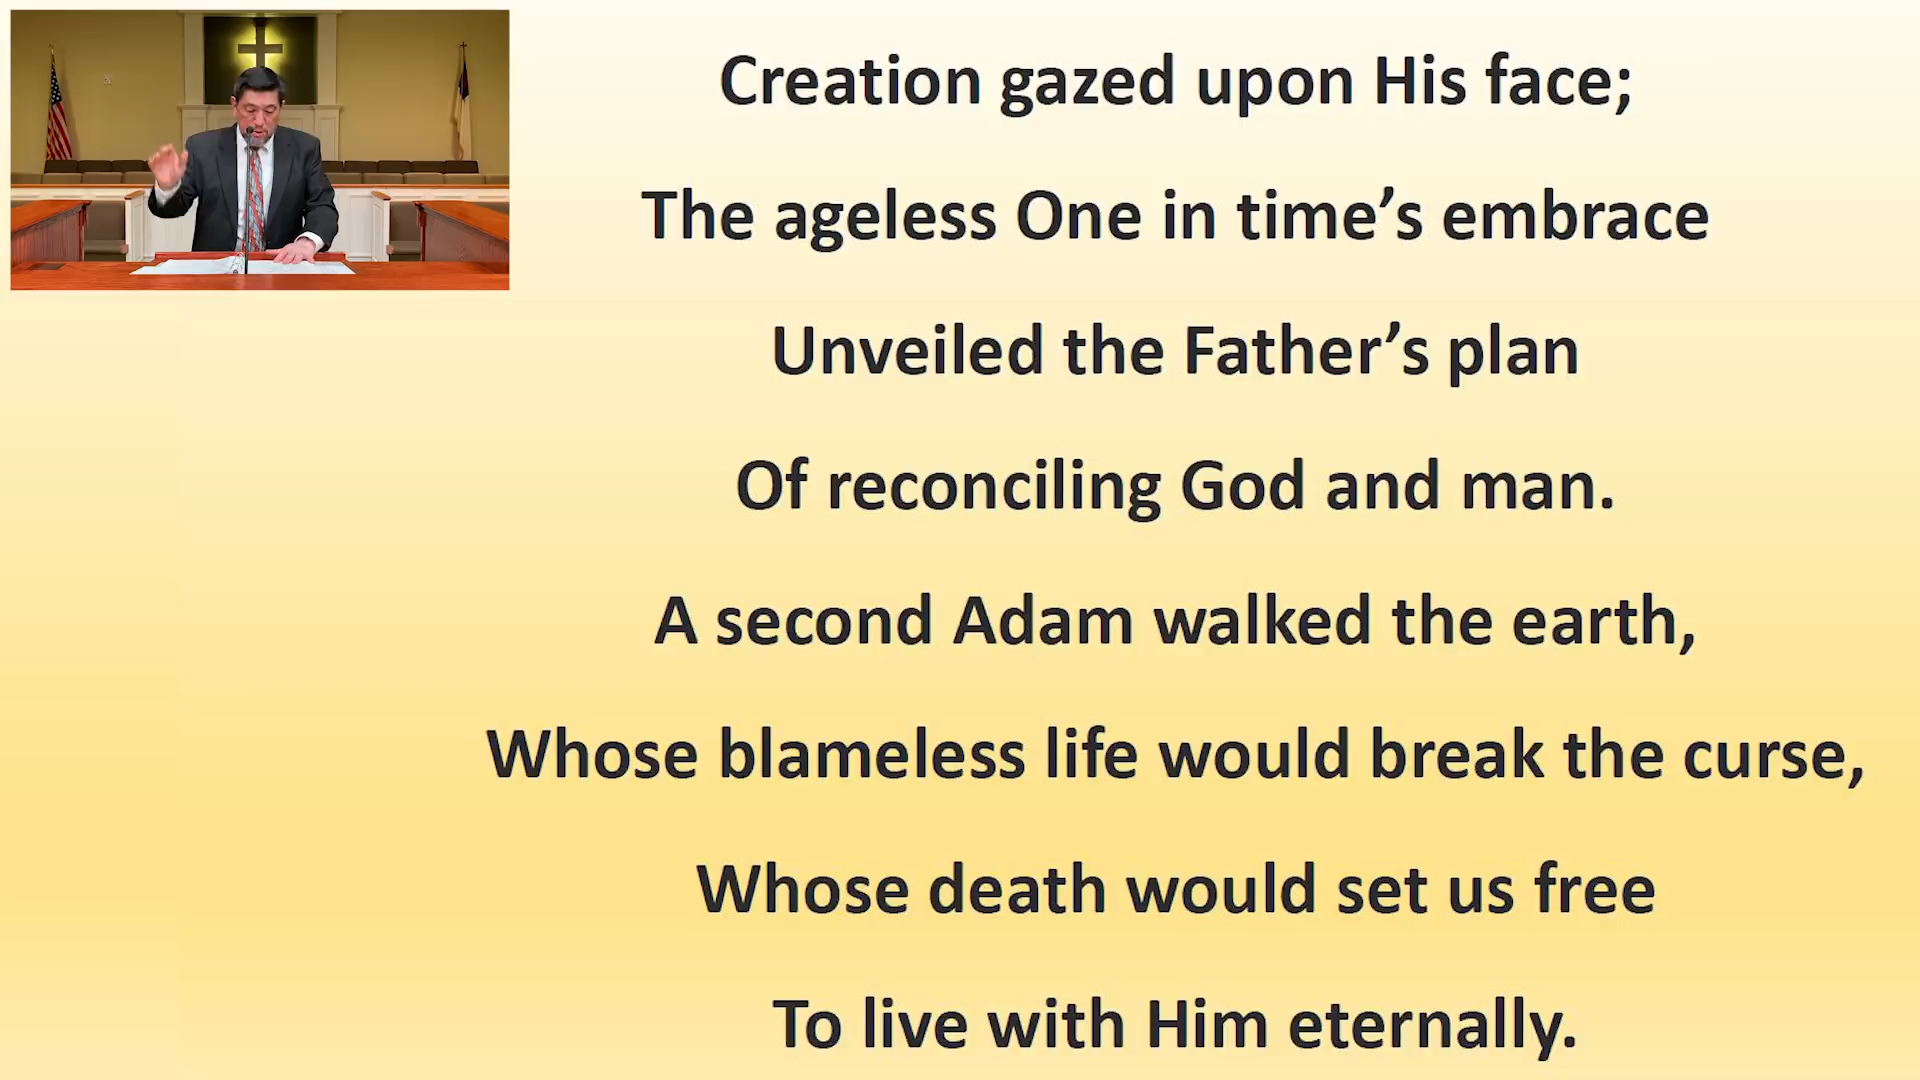 Creation gazed upon His face;
The ageless One in time’s embrace
Unveiled the Father’s plan
Of reconciling God and man.
A second Adam walked the earth,
Whose blameless life would break the curse,
Whose death would set us free
To live with Him eternally.